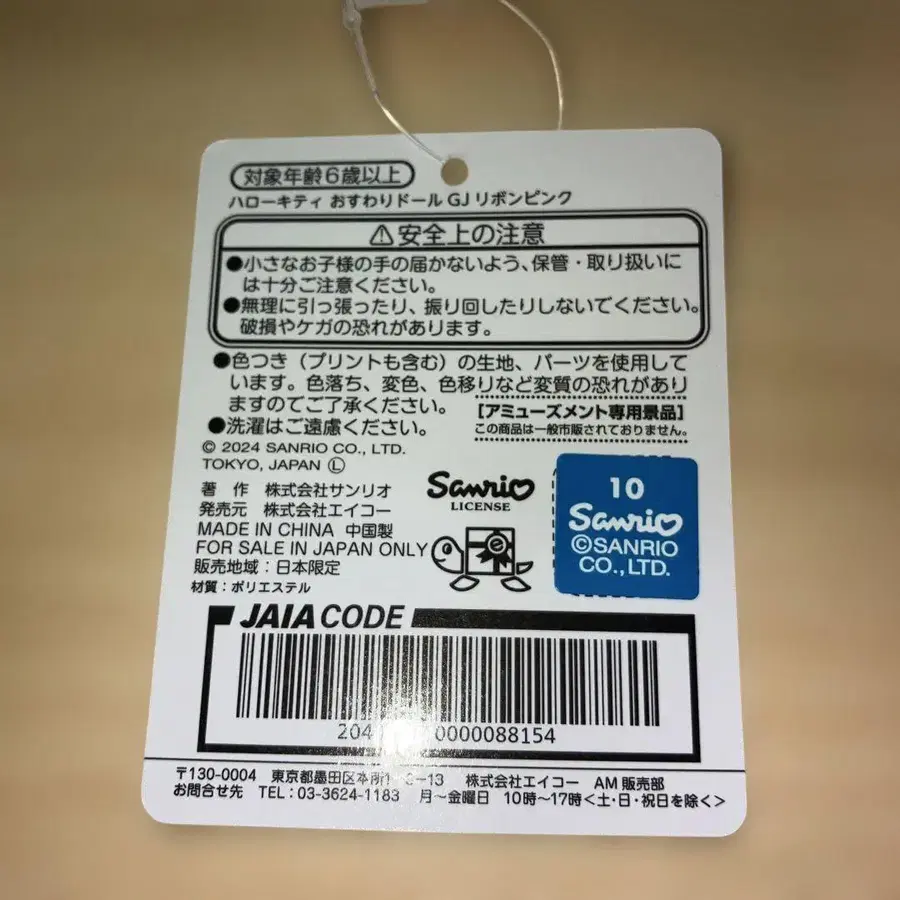 対象年齢6歳以上
ハローキティ おすわりドール GJ リボンピンク
⚠安全上の注意
●小さなお子様の手の届かないよう、保管・取り扱いに
は十分ご注意ください。
●無理に引っ張ったり、振り回したりしないでください。
破損やケガの恐れがあります。
●色つき（プリントも含む）の生地、パーツを使用して
います。色落ち、変色、色移りなど変質の恐れがあり
ますのでご了承ください。
●洗濯はご遠慮ください。
【アミューズメント専用景品】
この商品は一般市販されておりません。
© 2024 SANRIO CO., LTD.
TOKYO, JAPAN Ⓛ
著 作 株式会社サンリオ
発売元 株式会社エイコー
MADE IN CHINA 中国製
FOR SALE IN JAPAN ONLY
販売地域：日本限定
材質：ポリエステル
Sanrio
LICENSE
e
10
Sanrio
©SANRIO
CO., LTD.
JAIA CODE
204 0000088154
〒130-0004 東京都墨田区本所1- -13 株式会社エイコー AM 販売部
お問合せ先 TEL：03-3624-1183 月～金曜日 10時～17時＜土・日・祝日を除く＞